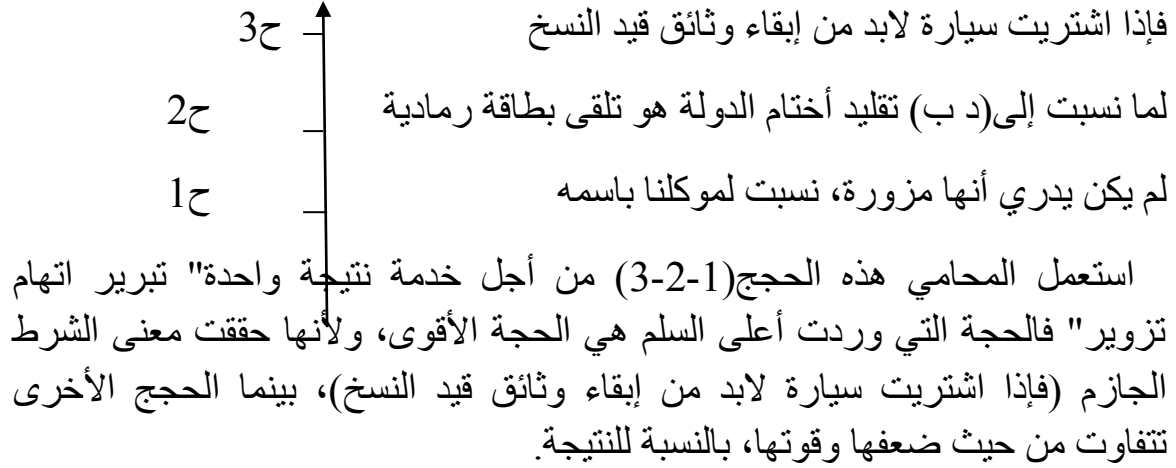 فإذا اشتريت سيارة لابد من إبقاء وثائق قيد النسخ ح3
لما نسبت إلى(د ب) تقليد أختام الدولة هو تلقى بطاقة رمادية ح2
لم يكن يدري أنها مزورة، نسبت لموكلنا باسمه ح1
استعمل المحامي هذه الحجج(1-2-3) من أجل خدمة نتيجة واحدة" تبرير اتهام
تزوير" فالحجة التي وردت أعلى السلم هي الحجة الأقوى، ولأنها حققت معنى الشرط
الجازم (فإذا اشتريت سيارة لابد من إبقاء وثائق قيد النسخ)، بينما الحجج الأخرى
تتفاوت من حيث ضعفها وقوتها، بالنسبة للنتيجة.